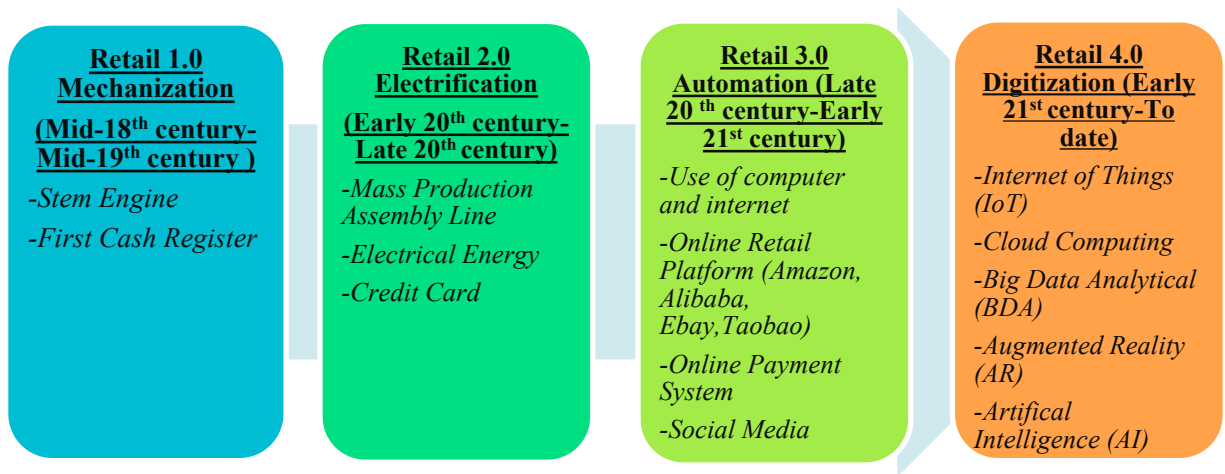 Retail 1.0
Mechanization
(Mid-18th century-
Mid-19th century )
-Stem Engine
-First Cash Register
Retail 2.0
Electrification
(Early 20th century-
Late 20th century)
-Mass Production
Assembly Line
-Electrical Energy
-Credit Card
Retail 3.0
Automation (Late
20 th century-Early
21st century)
-Use of computer
and internet
-Online Retail
Platform (Amazon,
Alibaba,
Ebay,Taobao)
-Online Payment
System
-Social Media
Retail 4.0
Digitization (Early
21st century-To
date)
-Internet of Things
(IoT)
-Cloud Computing
-Big Data Analytical
(BDA)
-Augmented Reality
(AR)
-Artifical
Intelligence (AI)